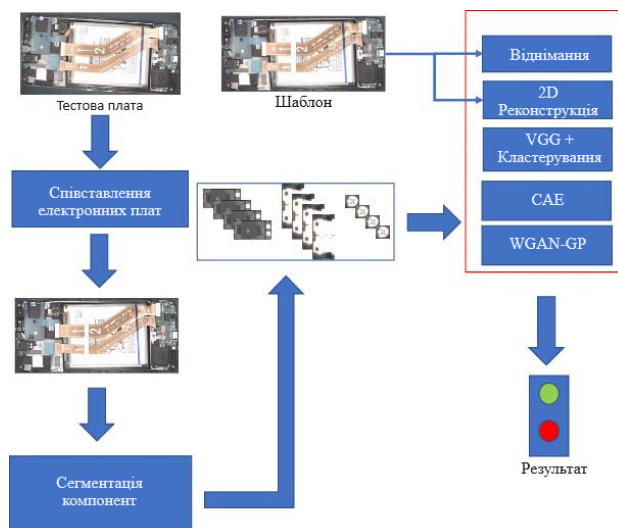 Тестова плата
Шаблон
Співставлення
електронних плат
Сегментація
компонент
Віднімання
2D
Реконструкція
VGG +
Кластерування
CAE
WGAN-GP
Результат